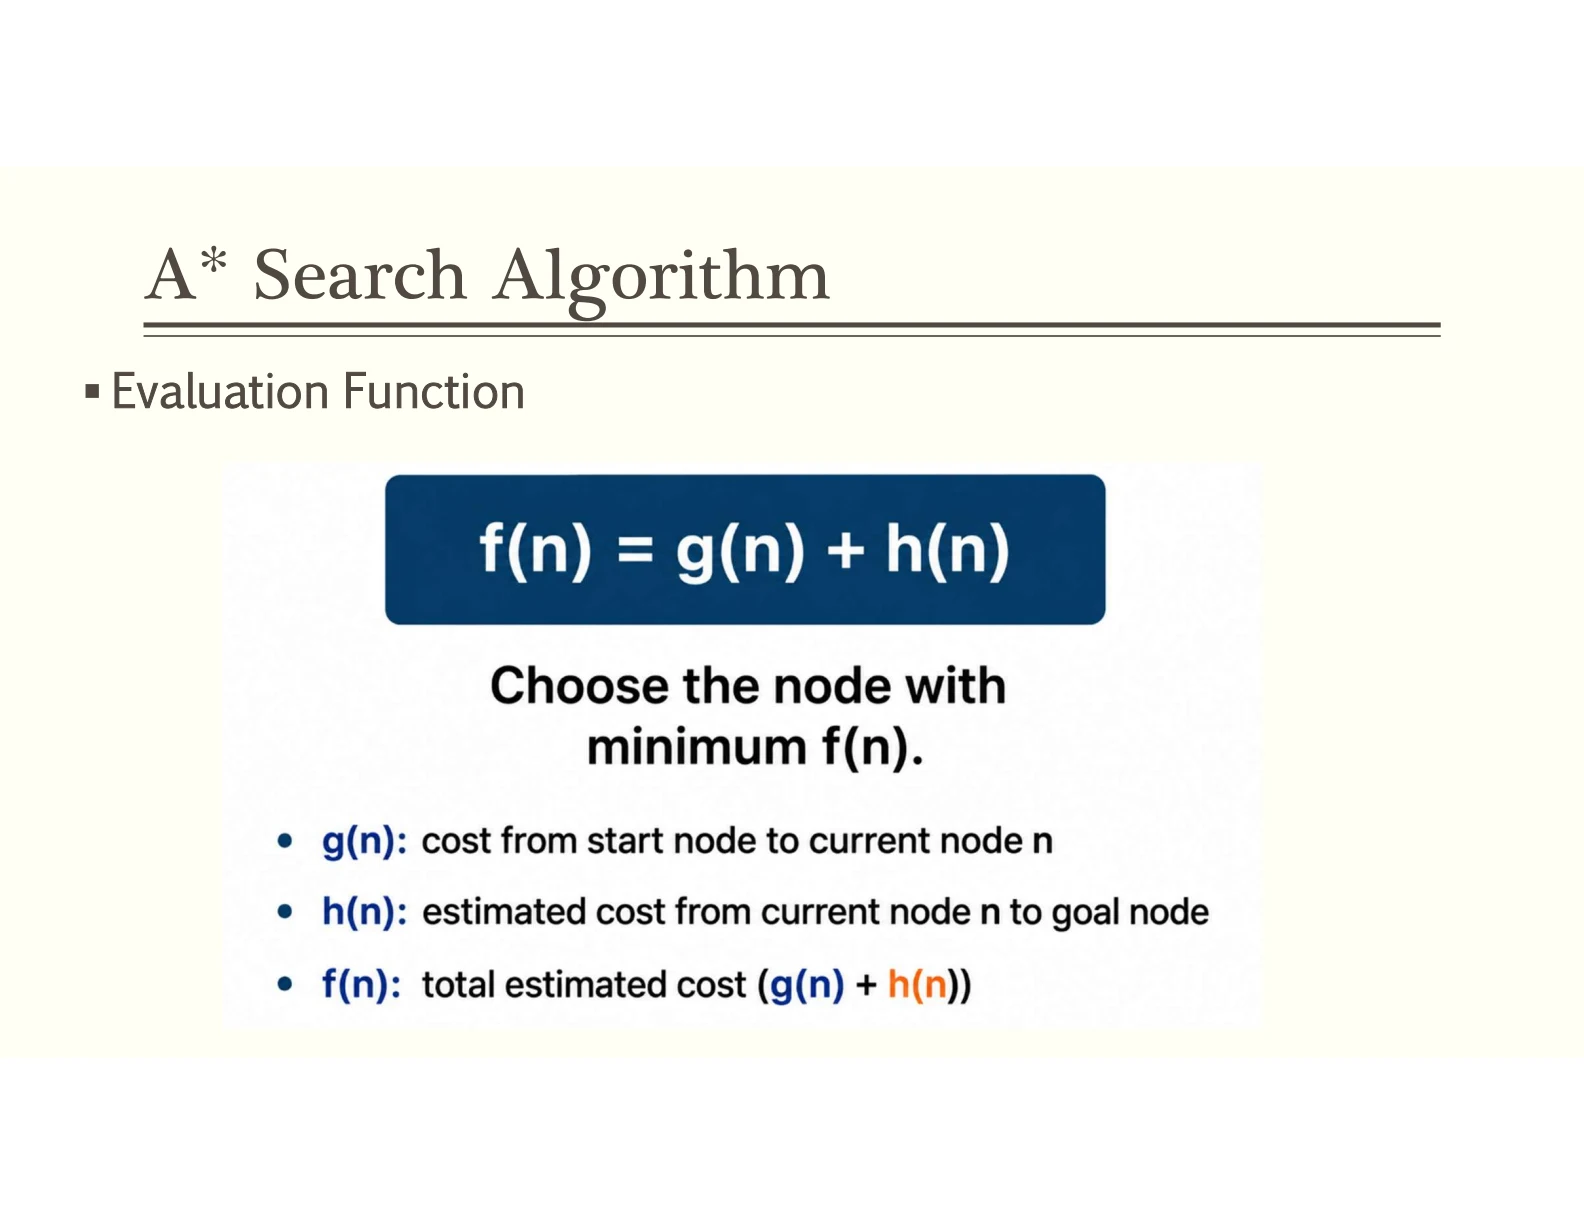 A* Search Algorithm
▪ Evaluation Function
f(n) = g(n) + h(n)
Choose the node with
minimum f(n).
• g(n): cost from start node to current node n
• h(n): estimated cost from current node n to goal node
• f(n): total estimated cost (g(n) + h(n))